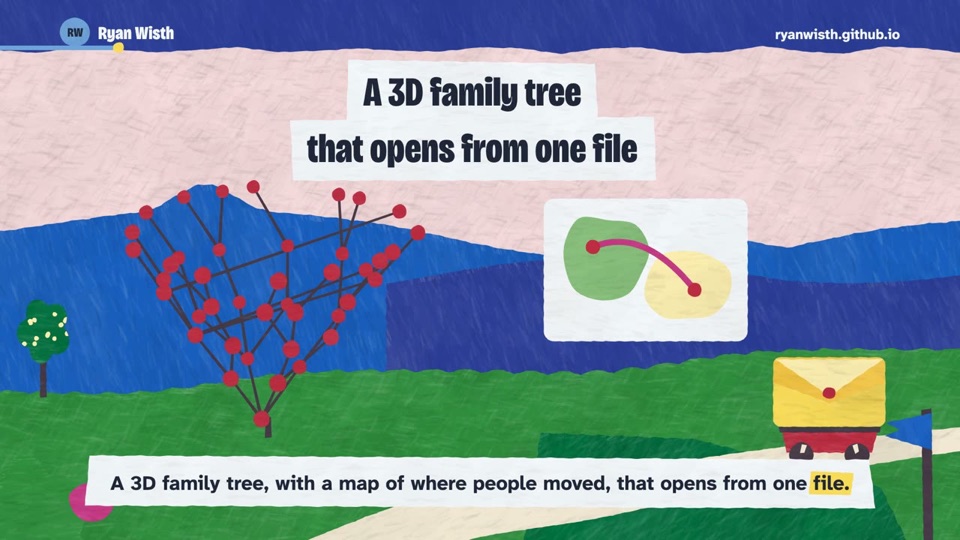 RW
Ryan Wisth
ryanwisth.github.io
A 3D family tree
that opens from one file
A 3D family tree, with a map of where people moved, that opens from one file.